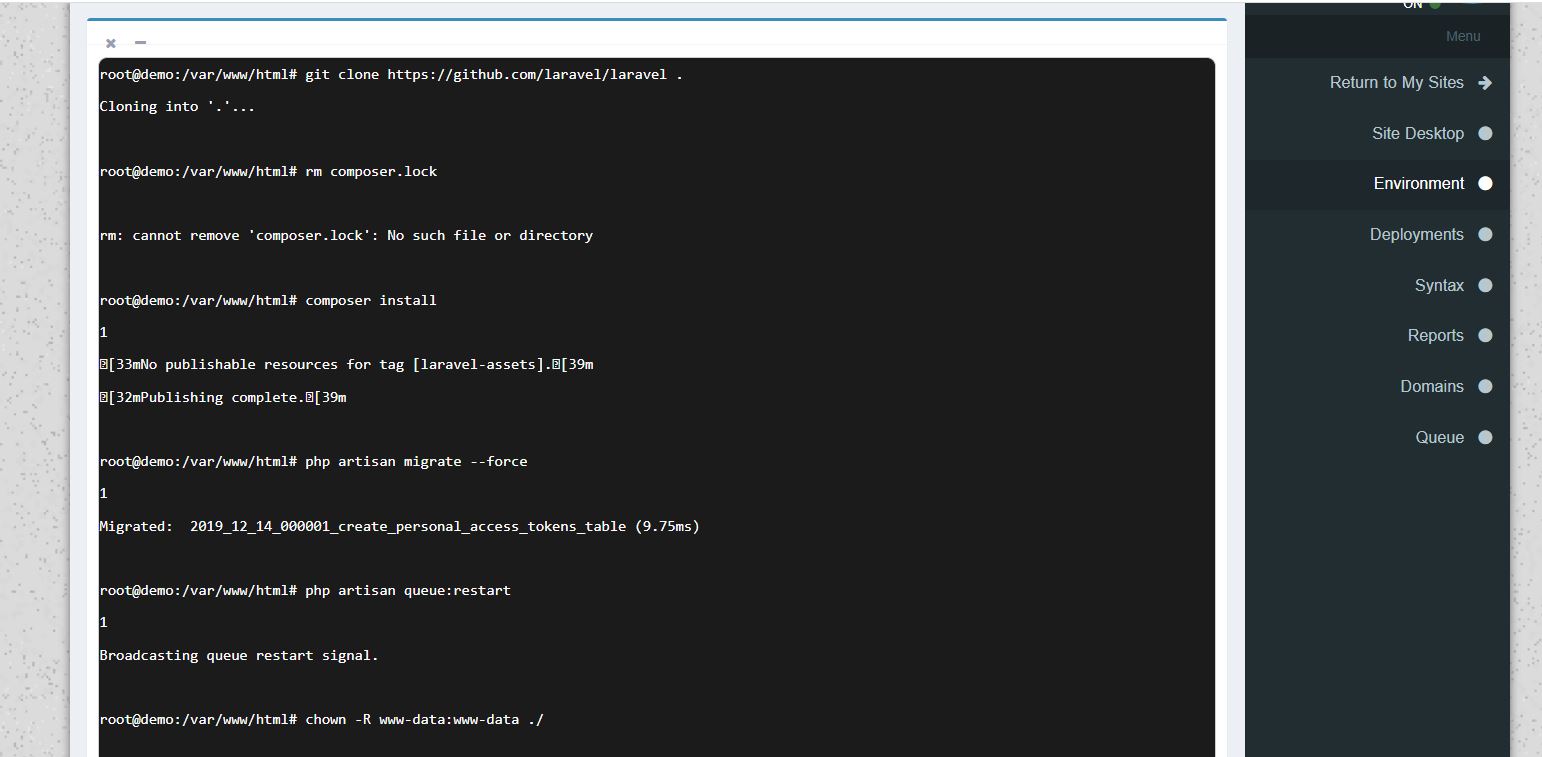 root@demo:/var/www/html# git clone https://github.com/laravel/laravel .
Cloning into '.'...
root@demo:/var/www/html# rm composer.lock
rm: cannot remove 'composer.lock': No such file or directory
root@demo:/var/www/html# composer install
1
[33mNo publishable resources for tag [laravel-assets].[39m
[32mPublishing complete.[39m
root@demo:/var/www/html# php artisan migrate --force
1
Migrated:  2019_12_14_000001_create_personal_access_tokens_table (9.75ms)
root@demo:/var/www/html# php artisan queue:restart
1
Broadcasting queue restart signal.
root@demo:/var/www/html# chown -R www-data:www-data ./
ON
Menu
Return to My Sites
Site Desktop
Environment
Deployments
Syntax
Reports
Domains
Queue